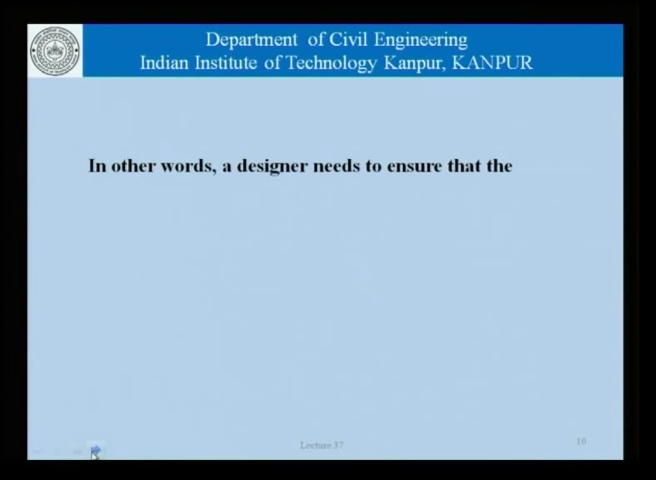 Department of Civil Engineering
Indian Institute of Technology Kanpur, KANPUR
In other words, a designer needs to ensure that the
Lecture 37
10